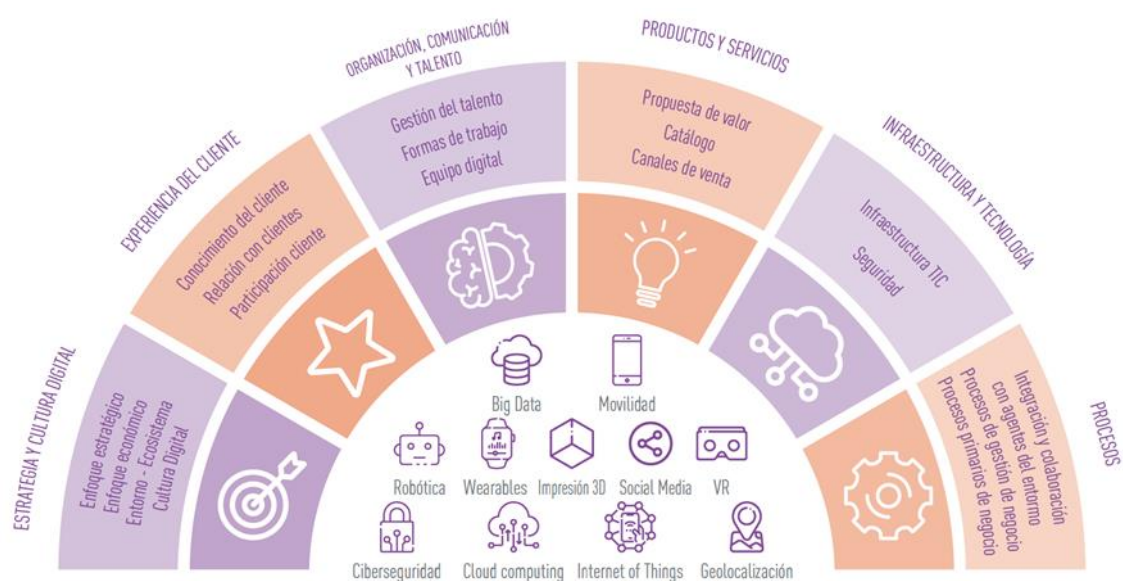 ESTRATEGIA Y CULTURA DIGITAL
Enfoque estratégico
Enfoque económico
Entorno - Ecosistema
Cultura Digital
EXPERIENCIA DEL CLIENTE
Conocimiento del cliente
Relación con clientes
Participación cliente
ORGANIZACIÓN, COMUNICACIÓN
Y TALENTO
Gestión del talento
Formas de trabajo
Equipo digital
PRODUCTOS Y SERVICIOS
Propuesta de valor
Catálogo
Canales de venta
INFRAESTRUCTURA Y TECNOLOGÍA
Infraestructura TIC
Seguridad
PROCESOS
Integración y colaboración
con agentes del entormo
Procesos de gestión de negocio
Procesos primarios de negocio
Big Data
Movilidad
Robótica
Wearables
Impresión 3D
Social Media
VR
Ciberseguridad
Cloud computing
Internet of Things
Geolocalización